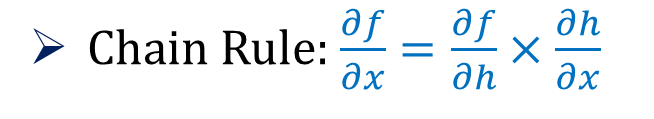 ➢ Chain Rule: ∂f/∂x = ∂f/∂h × ∂h/∂x